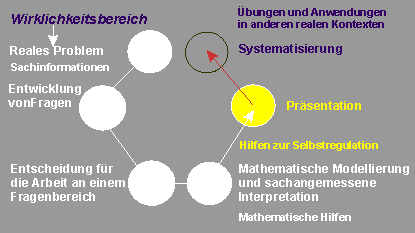 Wirklichkeitsbereich
Reales Problem
Sachinformationen
Entwicklung
vonFragen
Entscheidung für
die Arbeit an einem
Fragenbereich
Übungen und Anwendungen
in anderen realen Kontexten
Systematisierung
Präsentation
Hilfen zur Selbstregulation
Mathematische Modellierung
und sachangemessene
Interpretation
Mathematische Hilfen